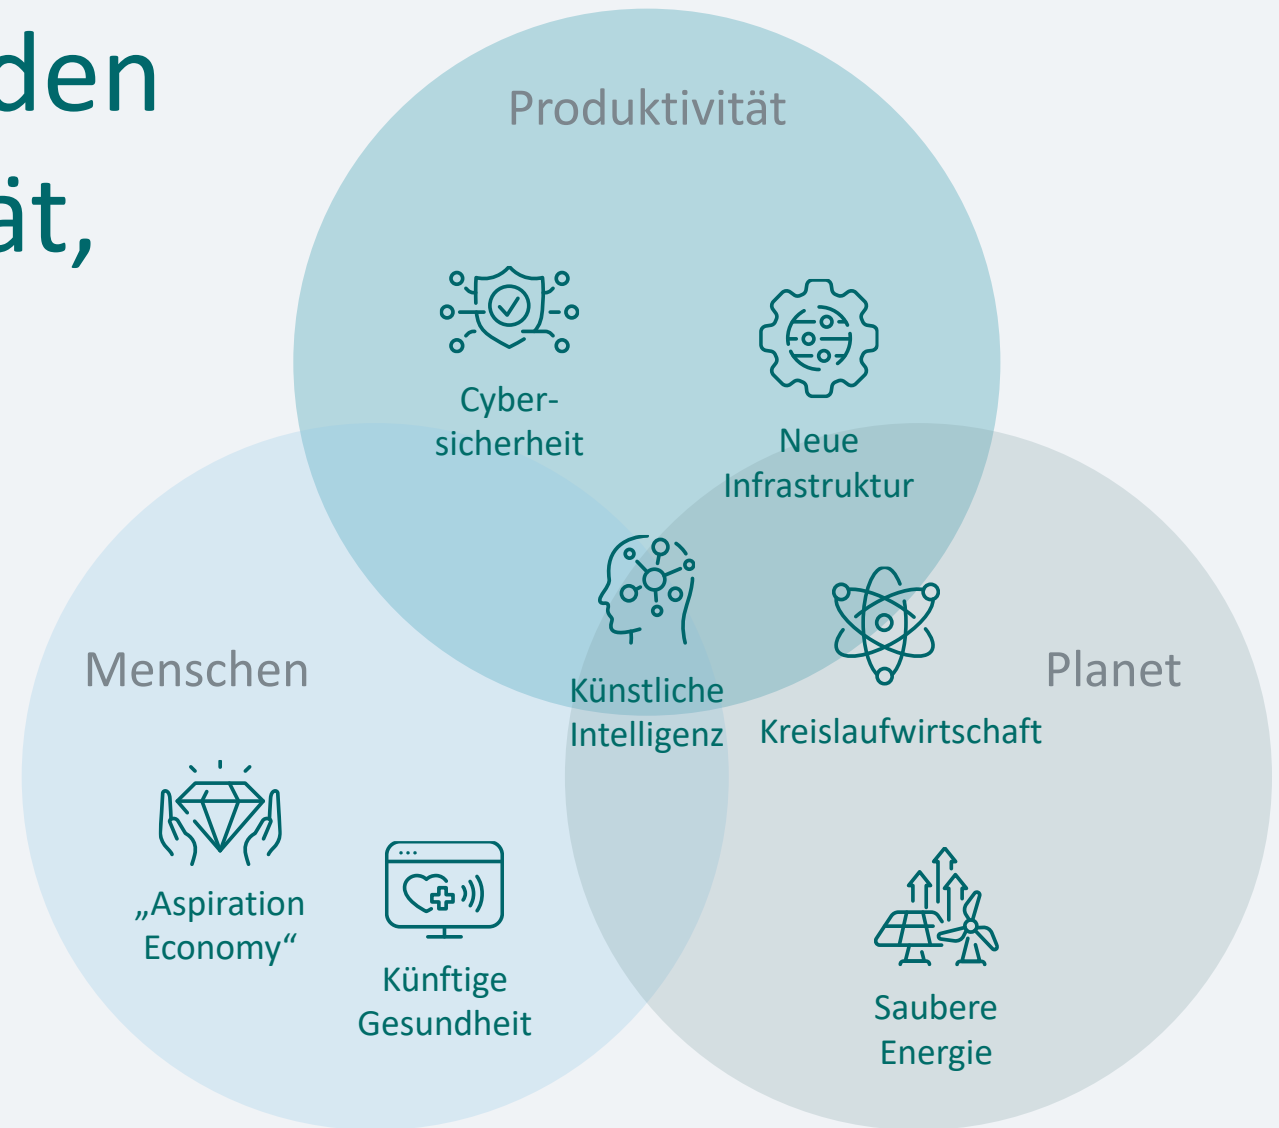 den
ät,
Produktivität
Cyber-
sicherheit
Neue
Infrastruktur
Menschen
Künstliche
Intelligenz
Kreislaufwirtschaft
Planet
„Aspiration
Economy“
Künftige
Gesundheit
Saubere
Energie